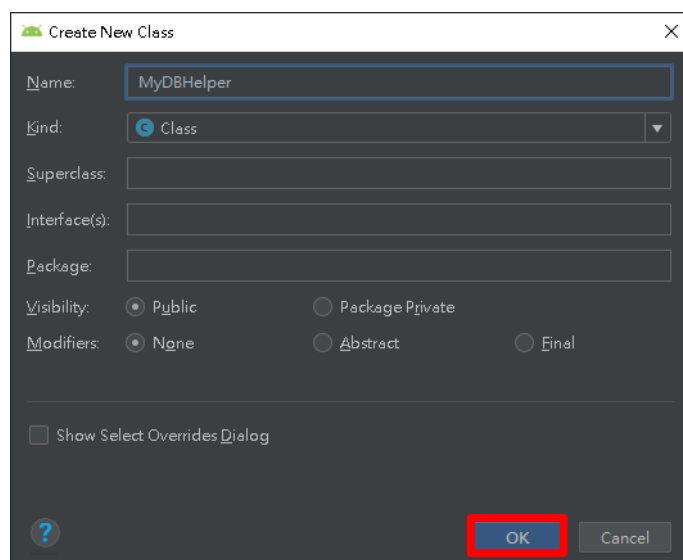 Create New Class
Name: MyDBHelper
Kind: C Class
Superclass:
Interface(s):
Package:
Visibility: Public Package Private
Modifiers: None Abstract Final
Show Select Overrides Dialog
? OK Cancel